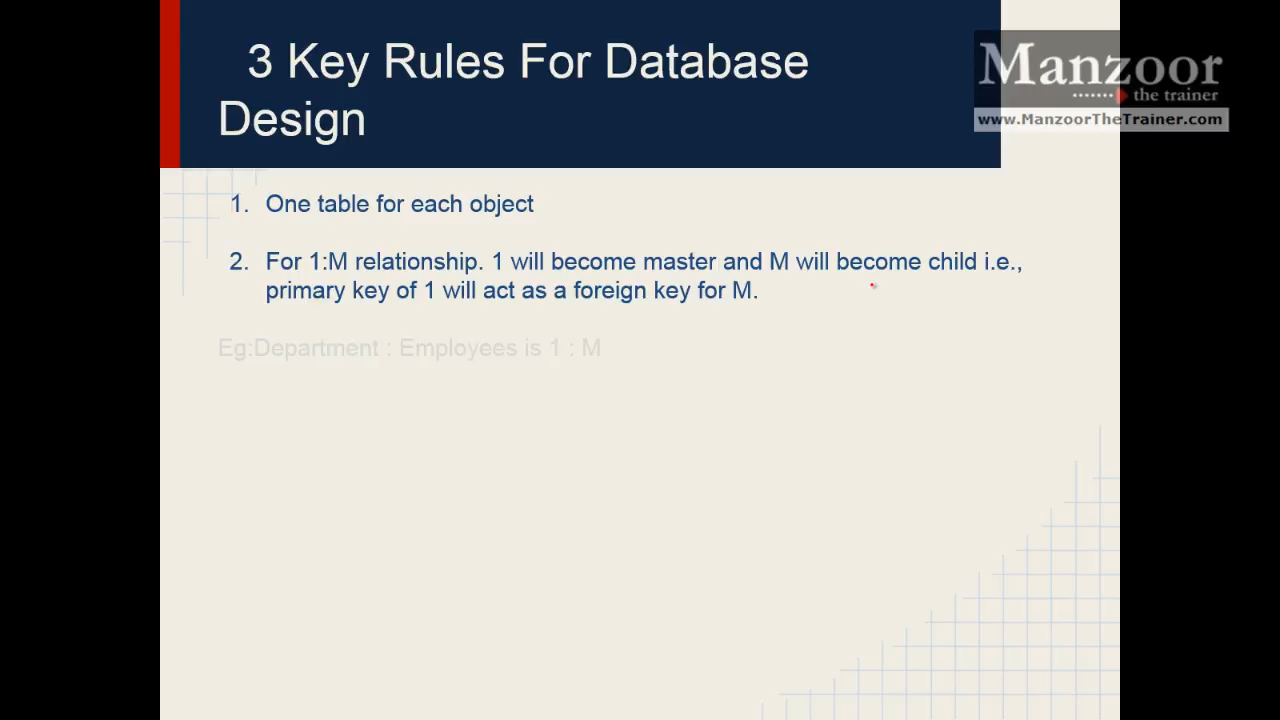 3 Key Rules For Database
Design
Manzoor
the trainer
www.ManzoorTheTrainer.com
1. One table for each object
2. For 1:M relationship. 1 will become master and M will become child i.e.,
primary key of 1 will act as a foreign key for M.
Eg:Department : Employees is 1 : M